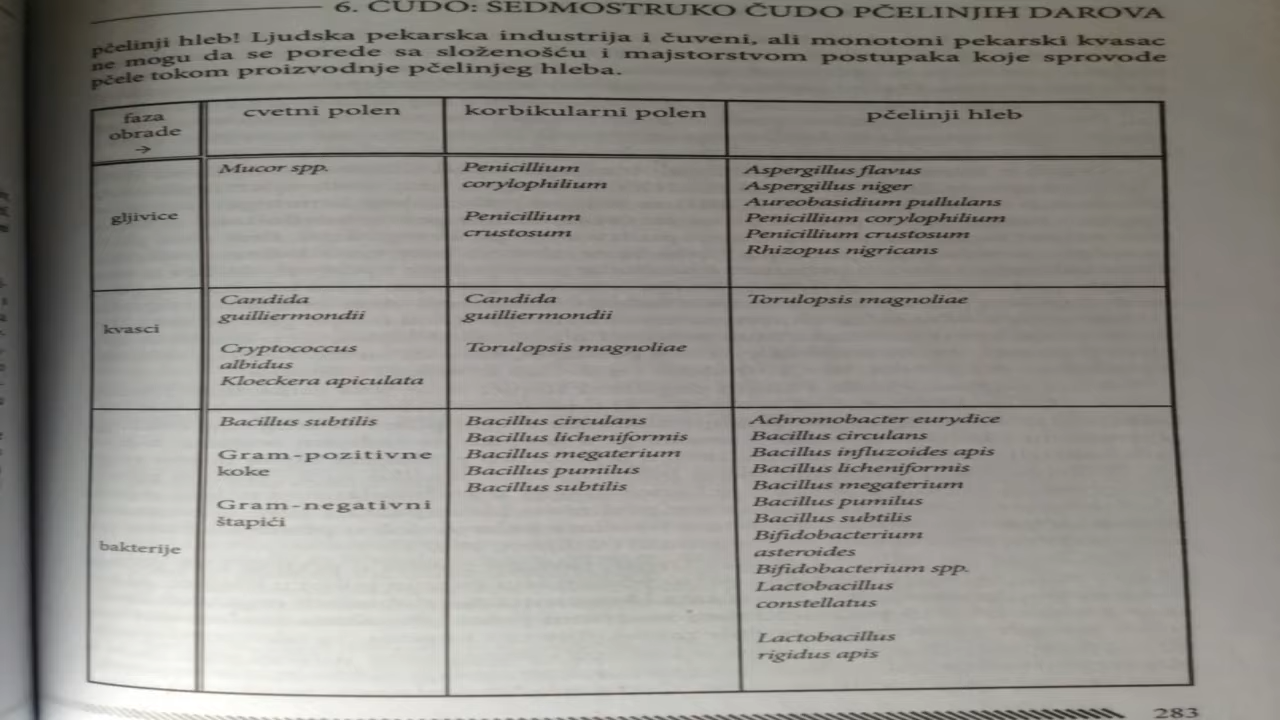 6. ČUDO: SEDMOSTRUKO ČUDO PČELINJIH DAROVA
pčelinji hleb! Ljudska pekarska industrija i čuveni, ali monotoni pekarski kvasac
ne mogu da se porede sa složenošću i majstorstvom postupaka koje sprovode
pčele tokom proizvodnje pčelinjeg hleba.
faza
obrade
→
cvetni polen
korbikularni polen
pčelinji hleb
gljivice
Mucor spp.
Penicillium
corylophilium
Penicillium
crustosum
Aspergillus flavus
Aspergillus niger
Aureobasidium pullulans
Penicillium corylophilium
Penicillium crustosum
Rhizopus nigricans
kvasci
Candida
guilliermondii
Cryptococcus
albidus
Kloeckera apiculata
Candida
guilliermondii
Torulopsis magnoliae
Torulopsis magnoliae
bakterije
Bacillus subtilis
Gram-pozitivne
koke
Gram-negativni
štapići
Bacillus circulans
Bacillus licheniformis
Bacillus megaterium
Bacillus pumilus
Bacillus subtilis
Achromobacter eurydice
Bacillus circulans
Bacillus influzoides apis
Bacillus licheniformis
Bacillus megaterium
Bacillus pumilus
Bacillus subtilis
Bifidobacterium
asteroides
Bifidobacterium spp.
Lactobacillus
constellatus
Lactobacillus
rigidus apis
283